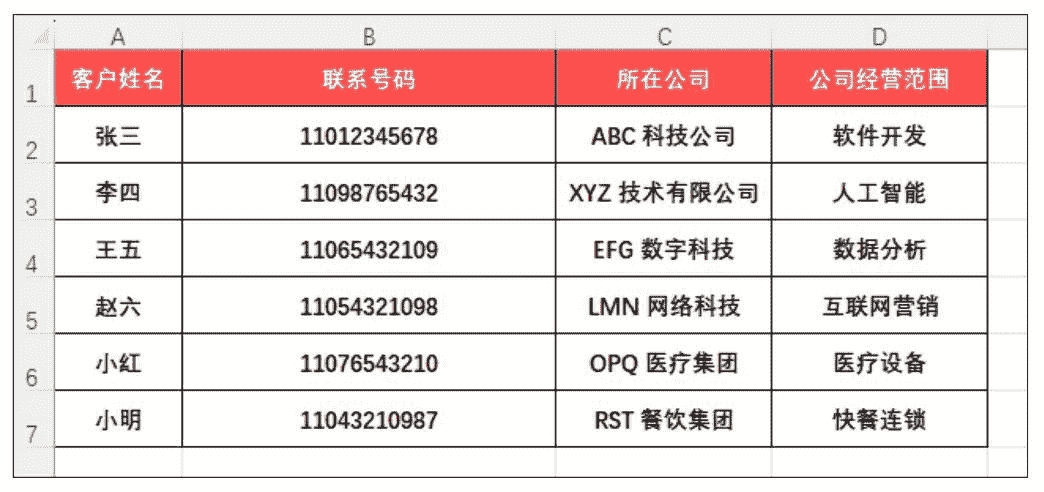 A B C D
1 客户姓名 联系号码 所在公司 公司经营范围
2 张三 11012345678 ABC 科技公司 软件开发
3 李四 11098765432 XYZ 技术有限公司 人工智能
4 王五 11065432109 EFG 数字科技 数据分析
5 赵六 11054321098 LMN 网络科技 互联网营销
6 小红 11076543210 OPQ 医疗集团 医疗设备
7 小明 11043210987 RST 餐饮集团 快餐连锁